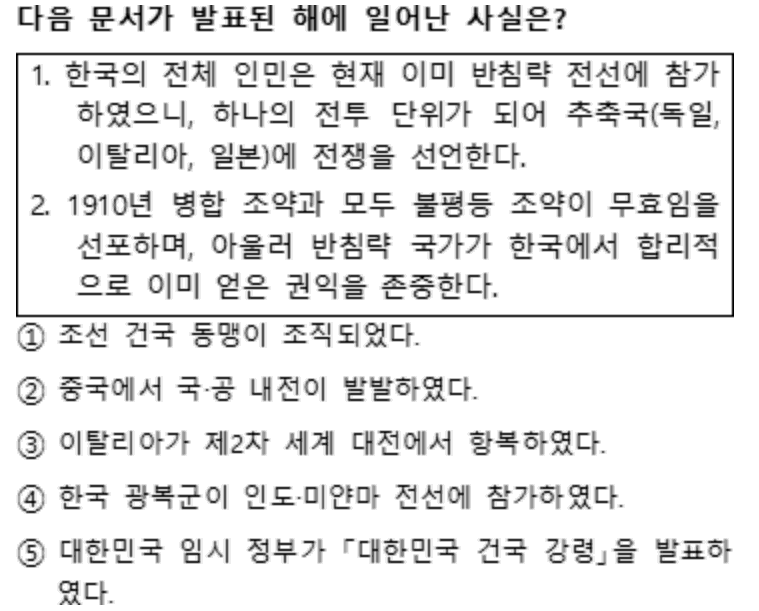 다음 문서가 발표된 해에 일어난 사실은?
1. 한국의 전체 인민은 현재 이미 반침략 전선에 참가
하였으니, 하나의 전투 단위가 되어 추축국(독일,
이탈리아, 일본)에 전쟁을 선언한다.
2. 1910년 병합 조약과 모두 불평등 조약이 무효임을
선포하며, 아울러 반침략 국가가 한국에서 합리적
으로 이미 얻은 권익을 존중한다.
① 조선 건국 동맹이 조직되었다.
② 중국에서 국·공 내전이 발발하였다.
③ 이탈리아가 제2차 세계 대전에서 항복하였다.
④ 한국 광복군이 인도·미얀마 전선에 참가하였다.
⑤ 대한민국 임시 정부가 「대한민국 건국 강령」을 발표하
였다.